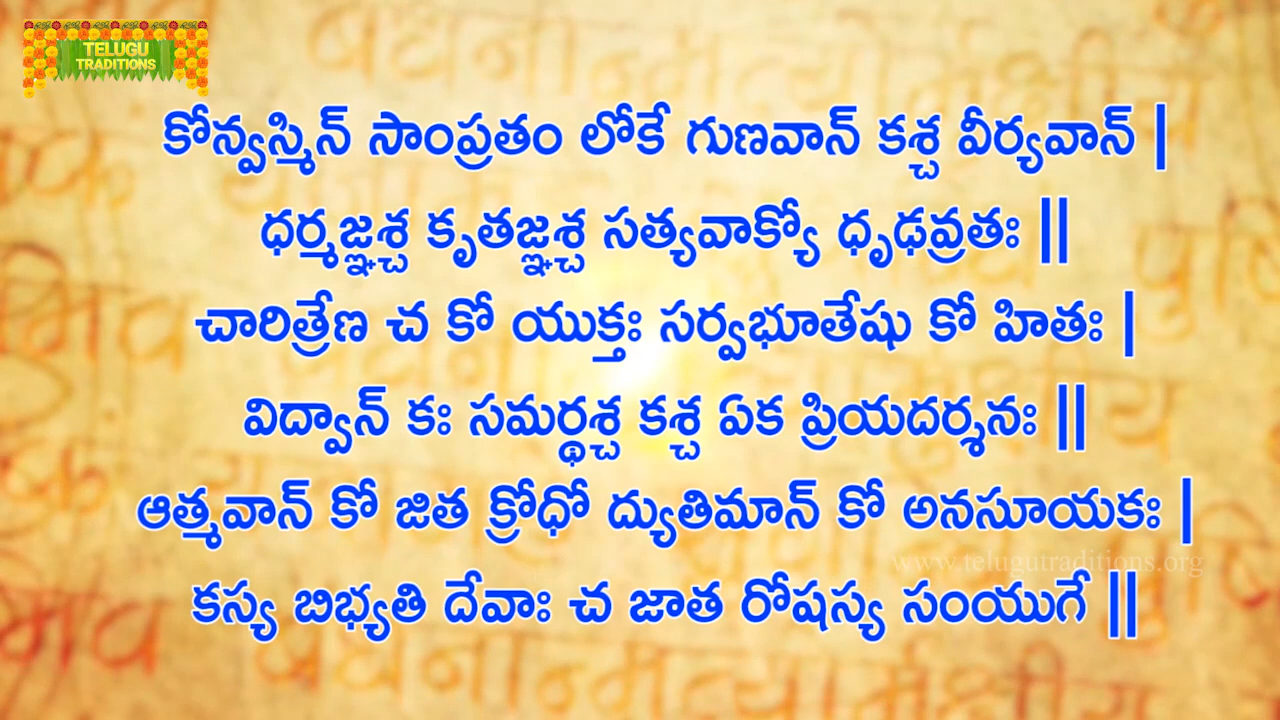 TELUGU
TRADITIONS
కోన్వస్మిన్ సాంప్రతం లోకే గుణవాన్ కశ్చ వీర్యవాన్ |
ధర్మజ్ఞశ్చ కృతజ్ఞశ్చ సత్యవాక్యో ధృఢవ్రతః ||
చారిత్రేణ చ కో యుక్తః సర్వభూతేషు కో హితః |
విద్వాన్ కః సమర్థశ్చ కశ్చ ఏక ప్రియదర్శనః ||
ఆత్మవాన్ కో జిత క్రోధో ద్యుతిమాన్ కో అనసూయకః |
www.telugutraditions.org
కస్య బిభ్యతి దేవాః చ జాత రోషస్య సంయుగే ||